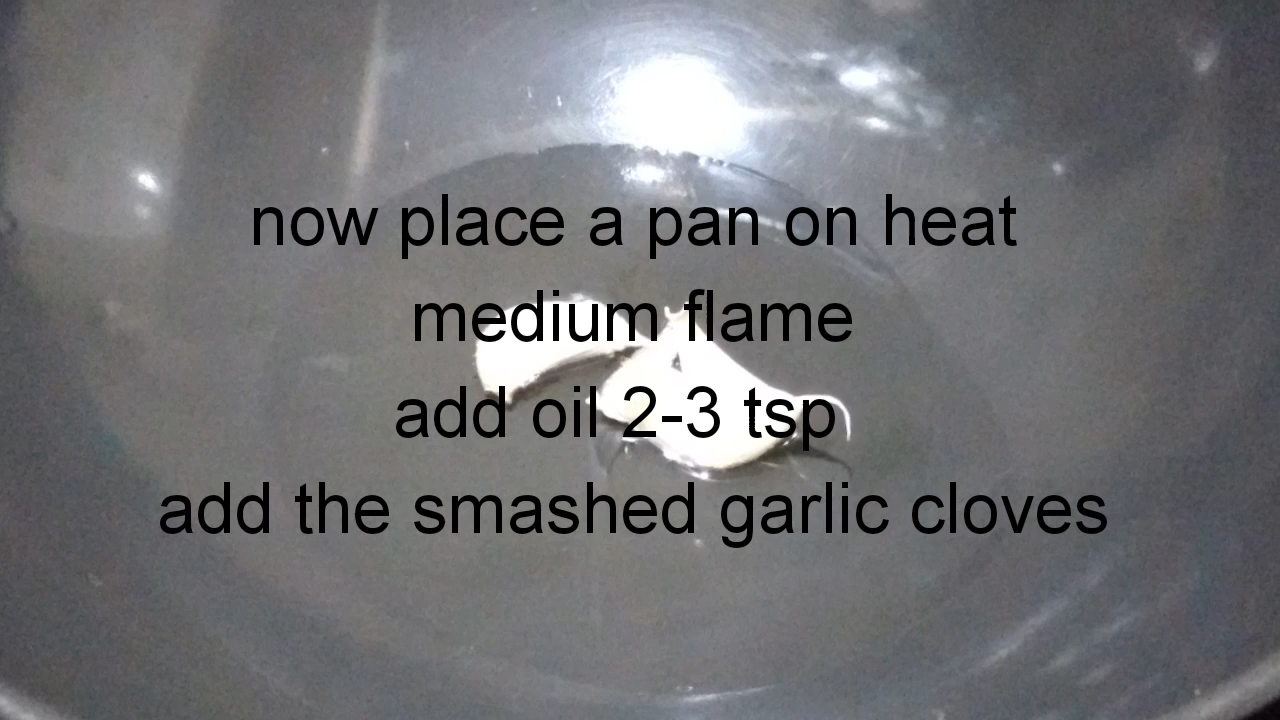 now place a pan on heat
medium flame
add oil 2-3 tsp
add the smashed garlic cloves